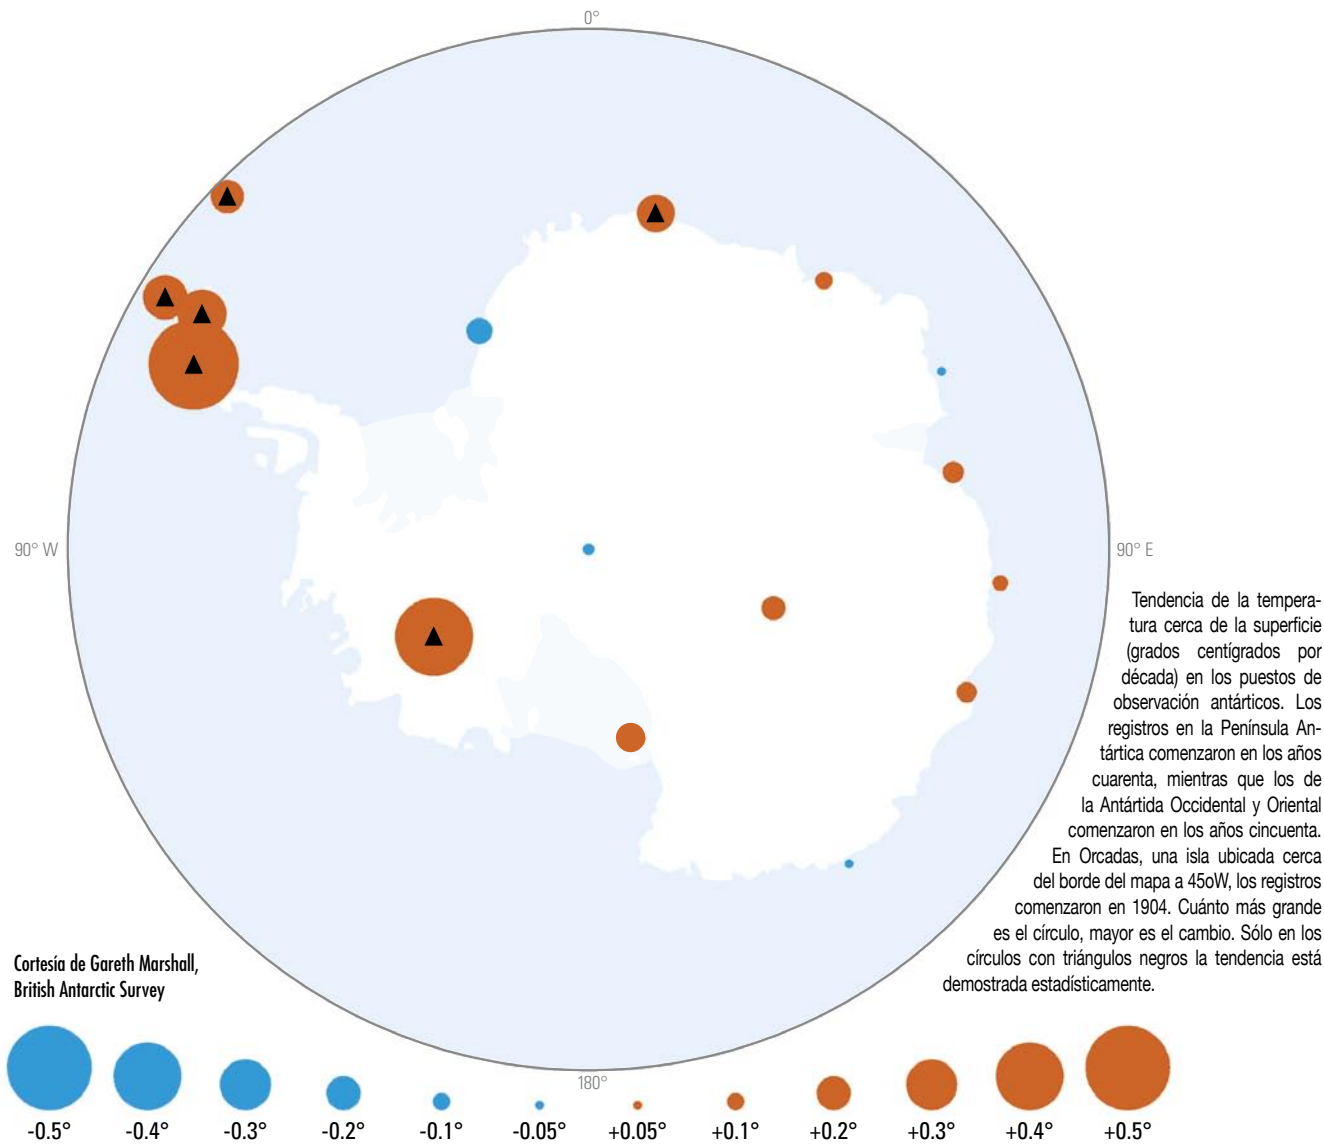 0°
90° W
90° E
Tendencia de la tempera-
tura cerca de la superficie
(grados centígrados por
década) en los puestos de
observación antárticos. Los
registros en la Península An-
tártica comenzaron en los años
cuarenta, mientras que los de
la Antártida Occidental y Oriental
comenzaron en los años cincuenta.
En Orcadas, una isla ubicada cerca
del borde del mapa a 45oW, los registros
comenzaron en 1904. Cuánto más grande
es el círculo, mayor es el cambio. Sólo en los
círculos con triángulos negros la tendencia está
demostrada estadísticamente.
Cortesía de Gareth Marshall,
British Antarctic Survey
180°
-0.5° -0.4° -0.3° -0.2° -0.1° -0.05° +0.05° +0.1° +0.2° +0.3° +0.4° +0.5°